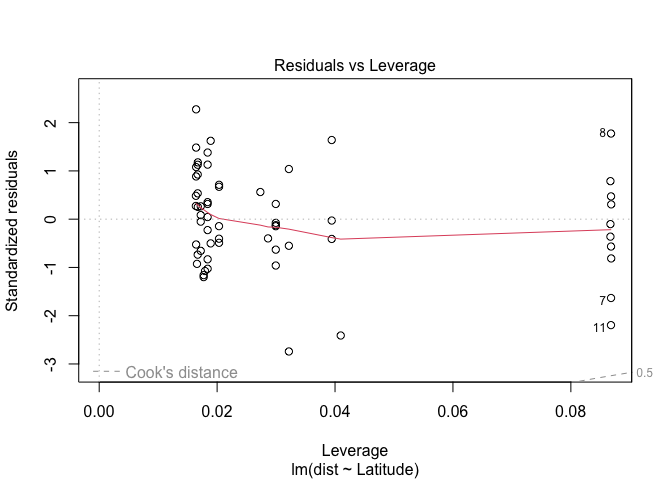 Residuals vs Leverage
Standardized residuals
2
1
0
-1
-2
-3
8
7
11
Cook's distance
0.5
0.00 0.02 0.04 0.06 0.08
Leverage
lm(dist ~ Latitude)